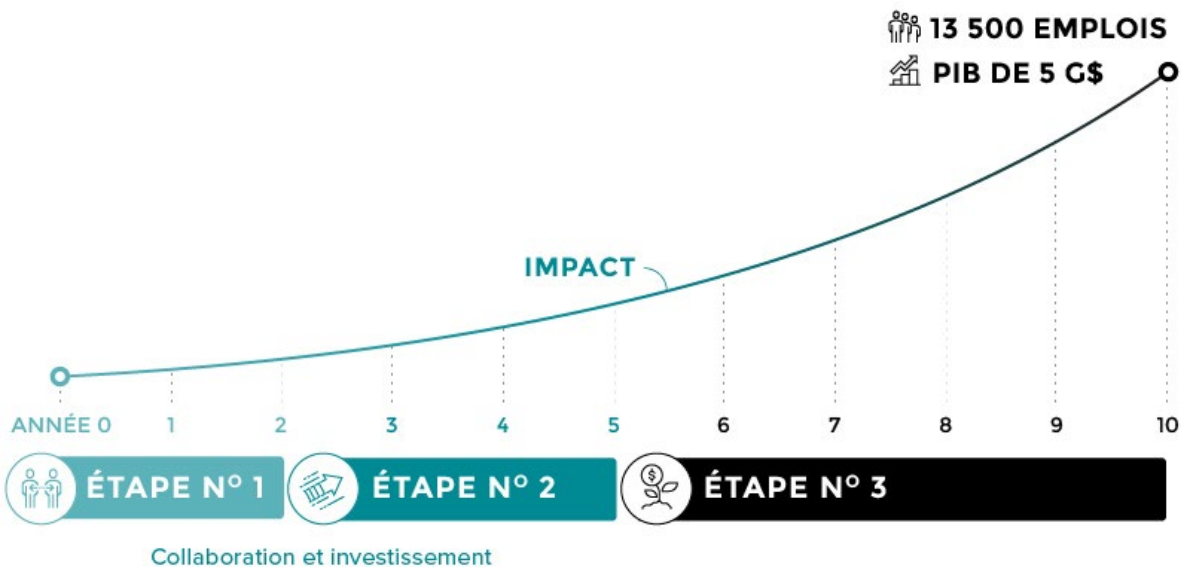 13 500 EMPLOIS
PIB DE 5 G$
IMPACT
ANNÉE 0 1 2 3 4 5 6 7 8 9 10
ÉTAPE Nº 1 ÉTAPE Nº 2 ÉTAPE Nº 3
Collaboration et investissement